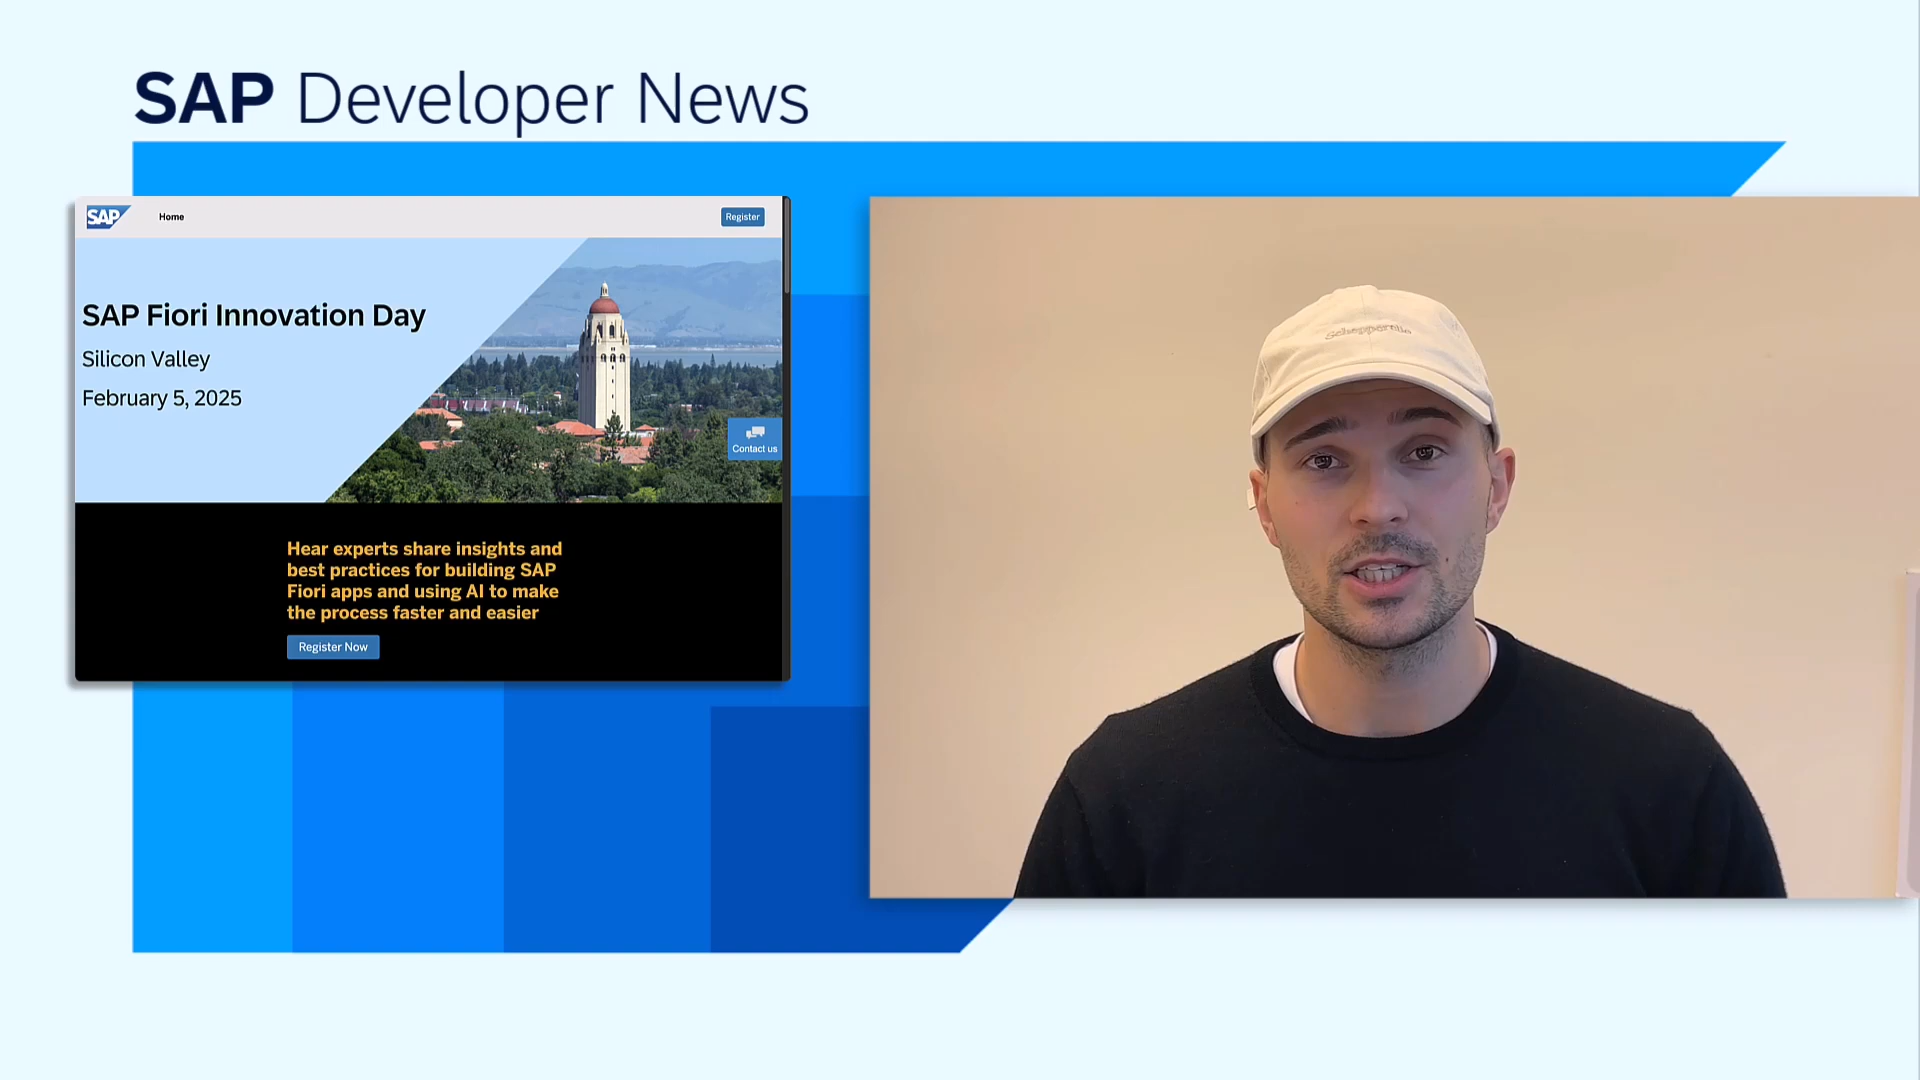 SAP Developer News
SAP
Home
Register
SAP Fiori Innovation Day
Silicon Valley
February 5, 2025
Contact us
Hear experts share insights and
best practices for building SAP
Fiori apps and using AI to make
the process faster and easier
Register Now